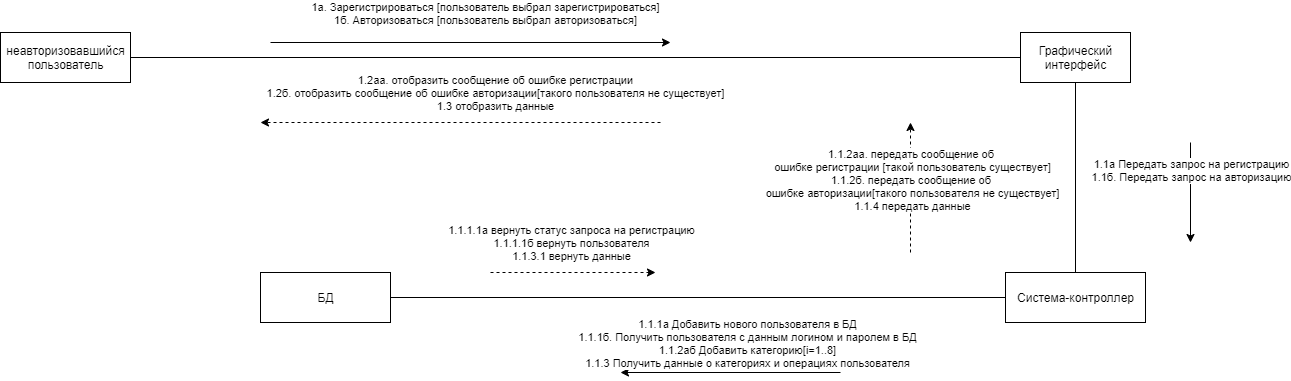 1а. Зарегистрироваться [пользователь выбрал зарегистрироваться]
1б. Авторизоваться [пользователь выбрал авторизоваться]
неавторизовавшийся
пользователь
Графический
интерфейс
1.2аа. отобразить сообщение об ошибке регистрации
1.2б. отобразить сообщение об ошибке авторизации[такого пользователя не существует]
1.3 отобразить данные
1.1.2аа. передать сообщение об
ошибке регистрации [такой пользователь существует]
1.1.2б. передать сообщение об
ошибке авторизации[такого пользователя не существует]
1.1.4 передать данные
1.1а Передать запрос на регистрацию
1.1б. Передать запрос на авторизацию
1.1.1.1а вернуть статус запроса на регистрацию
1.1.1.1б вернуть пользователя
1.1.3.1 вернуть данные
БД
Система-контроллер
1.1.1а Добавить нового пользователя в БД
1.1.1б. Получить пользователя с данным логином и паролем в БД
1.1.2аб Добавить категорию[i=1..8]
1.1.3 Получить данные о категориях и операциях пользователя